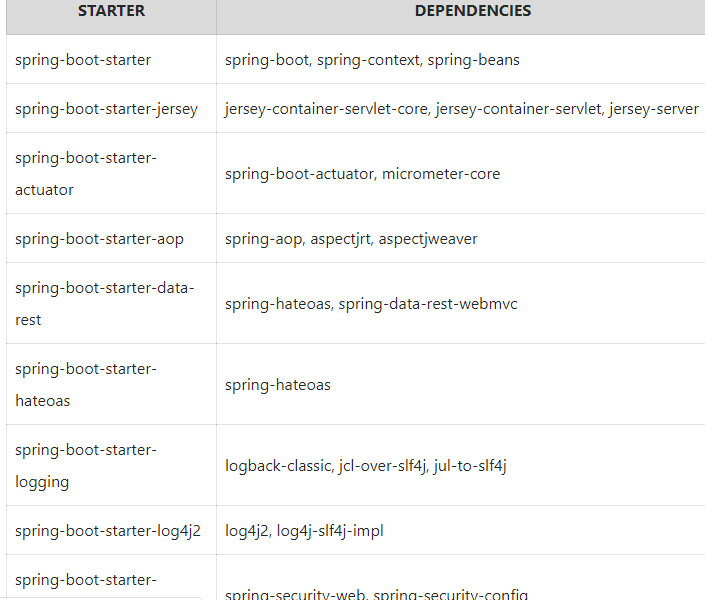 STARTER DEPENDENCIES
spring-boot-starter spring-boot, spring-context, spring-beans
spring-boot-starter-jersey jersey-container-servlet-core, jersey-container-servlet, jersey-server
spring-boot-starter-
actuator
spring-boot-actuator, micrometer-core
spring-boot-starter-aop spring-aop, aspectjrt, aspectjweaver
spring-boot-starter-data-
rest
spring-hateoas, spring-data-rest-webmvc
spring-boot-starter-
hateoas
spring-hateoas
spring-boot-starter-
logging
logback-classic, jcl-over-slf4j, jul-to-slf4j
spring-boot-starter-log4j2 log4j2, log4j-slf4j-impl
spring-boot-starter-
spring-security-web, spring-security-config